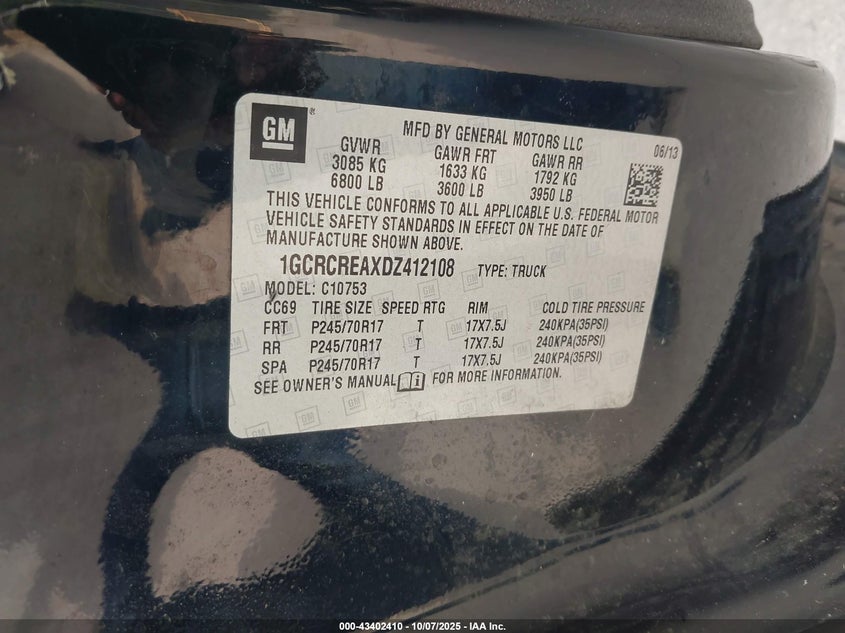 GM
MFD BY GENERAL MOTORS LLC
06/13
GVWR GAWR FRT GAWR RR
3085 KG 1633 KG 1792 KG
6800 LB 3600 LB 3950 LB
THIS VEHICLE CONFORMS TO ALL APPLICABLE U.S. FEDERAL MOTOR
VEHICLE SAFETY STANDARDS IN EFFECT ON THE DATE OF
MANUFACTURE SHOWN ABOVE.
1GCRCREAXDZ412108 TYPE: TRUCK
MODEL: C10753
CC69 TIRE SIZE SPEED RTG RIM COLD TIRE PRESSURE
FRT P245/70R17 T 17X7.5J 240KPA(35PSI)
RR P245/70R17 T 17X7.5J 240KPA(35PSI)
SPA P245/70R17 T 17X7.5J 240KPA(35PSI)
SEE OWNER'S MANUAL FOR MORE INFORMATION.
000-43402410 - 10/07/2025 - IAA Inc.